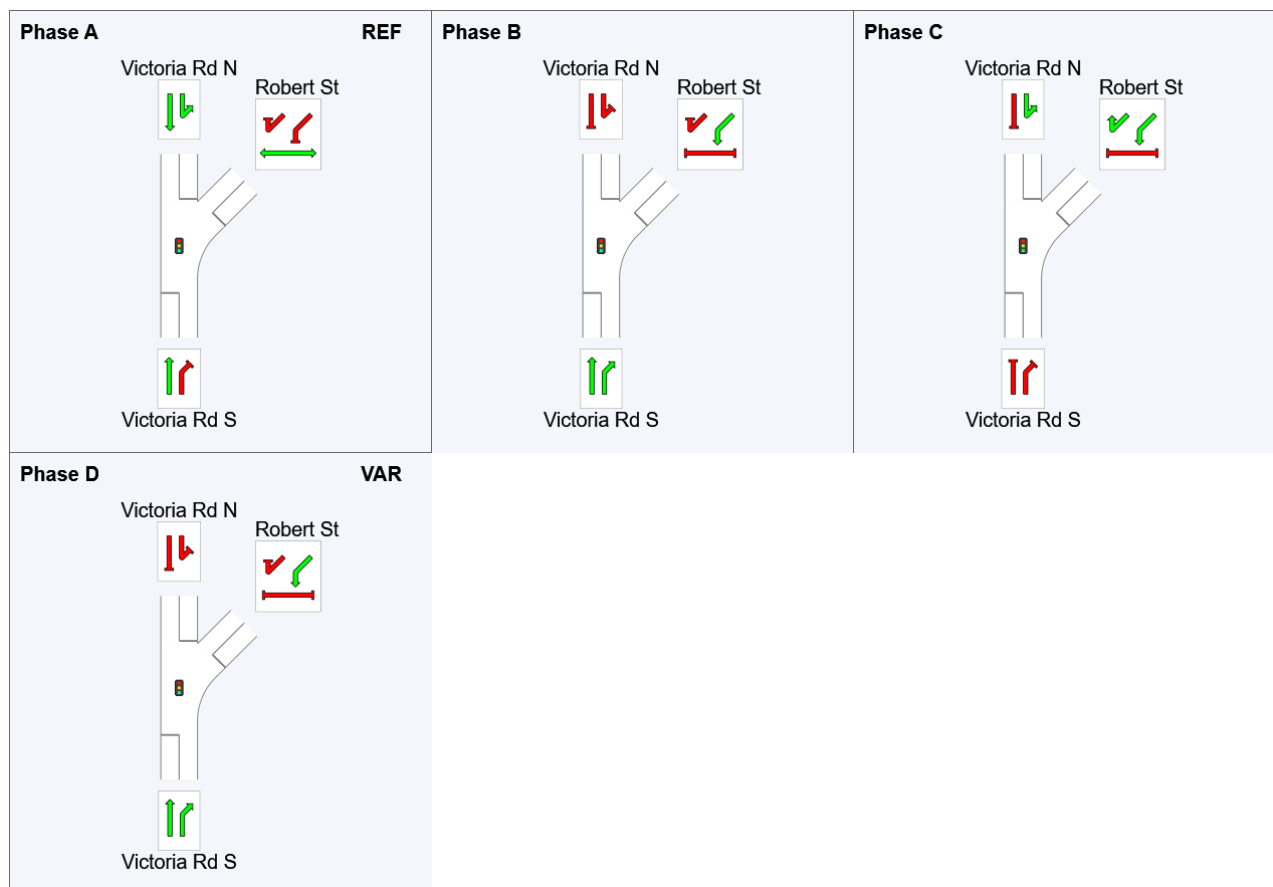 Phase A REF
Victoria Rd N
Robert St
Victoria Rd S
Phase B
Victoria Rd N
Robert St
Victoria Rd S
Phase C
Victoria Rd N
Robert St
Victoria Rd S
Phase D VAR
Victoria Rd N
Robert St
Victoria Rd S